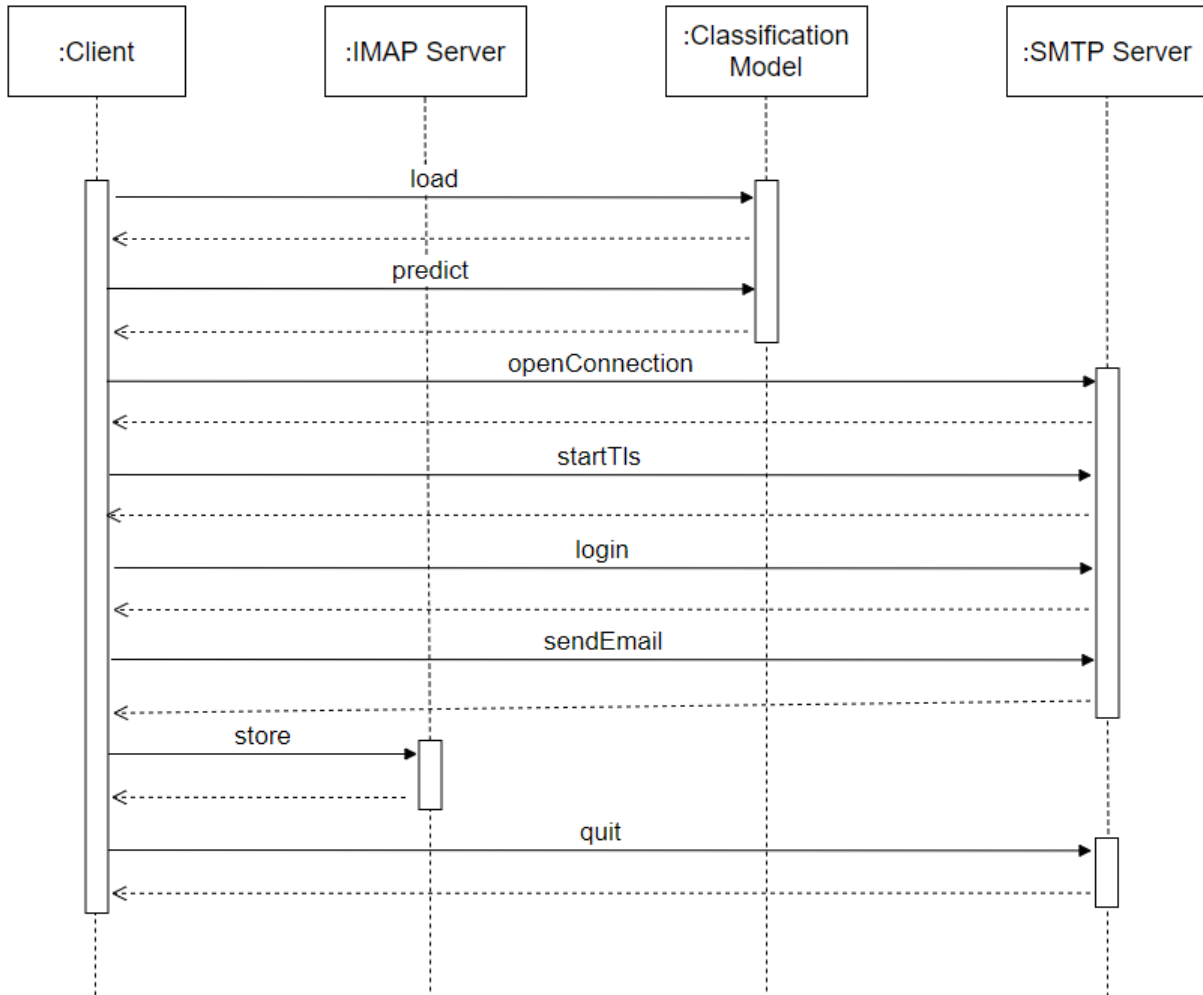 :Client
:IMAP Server
:Classification
Model
:SMTP Server
load
predict
openConnection
startTls
login
sendEmail
store
quit